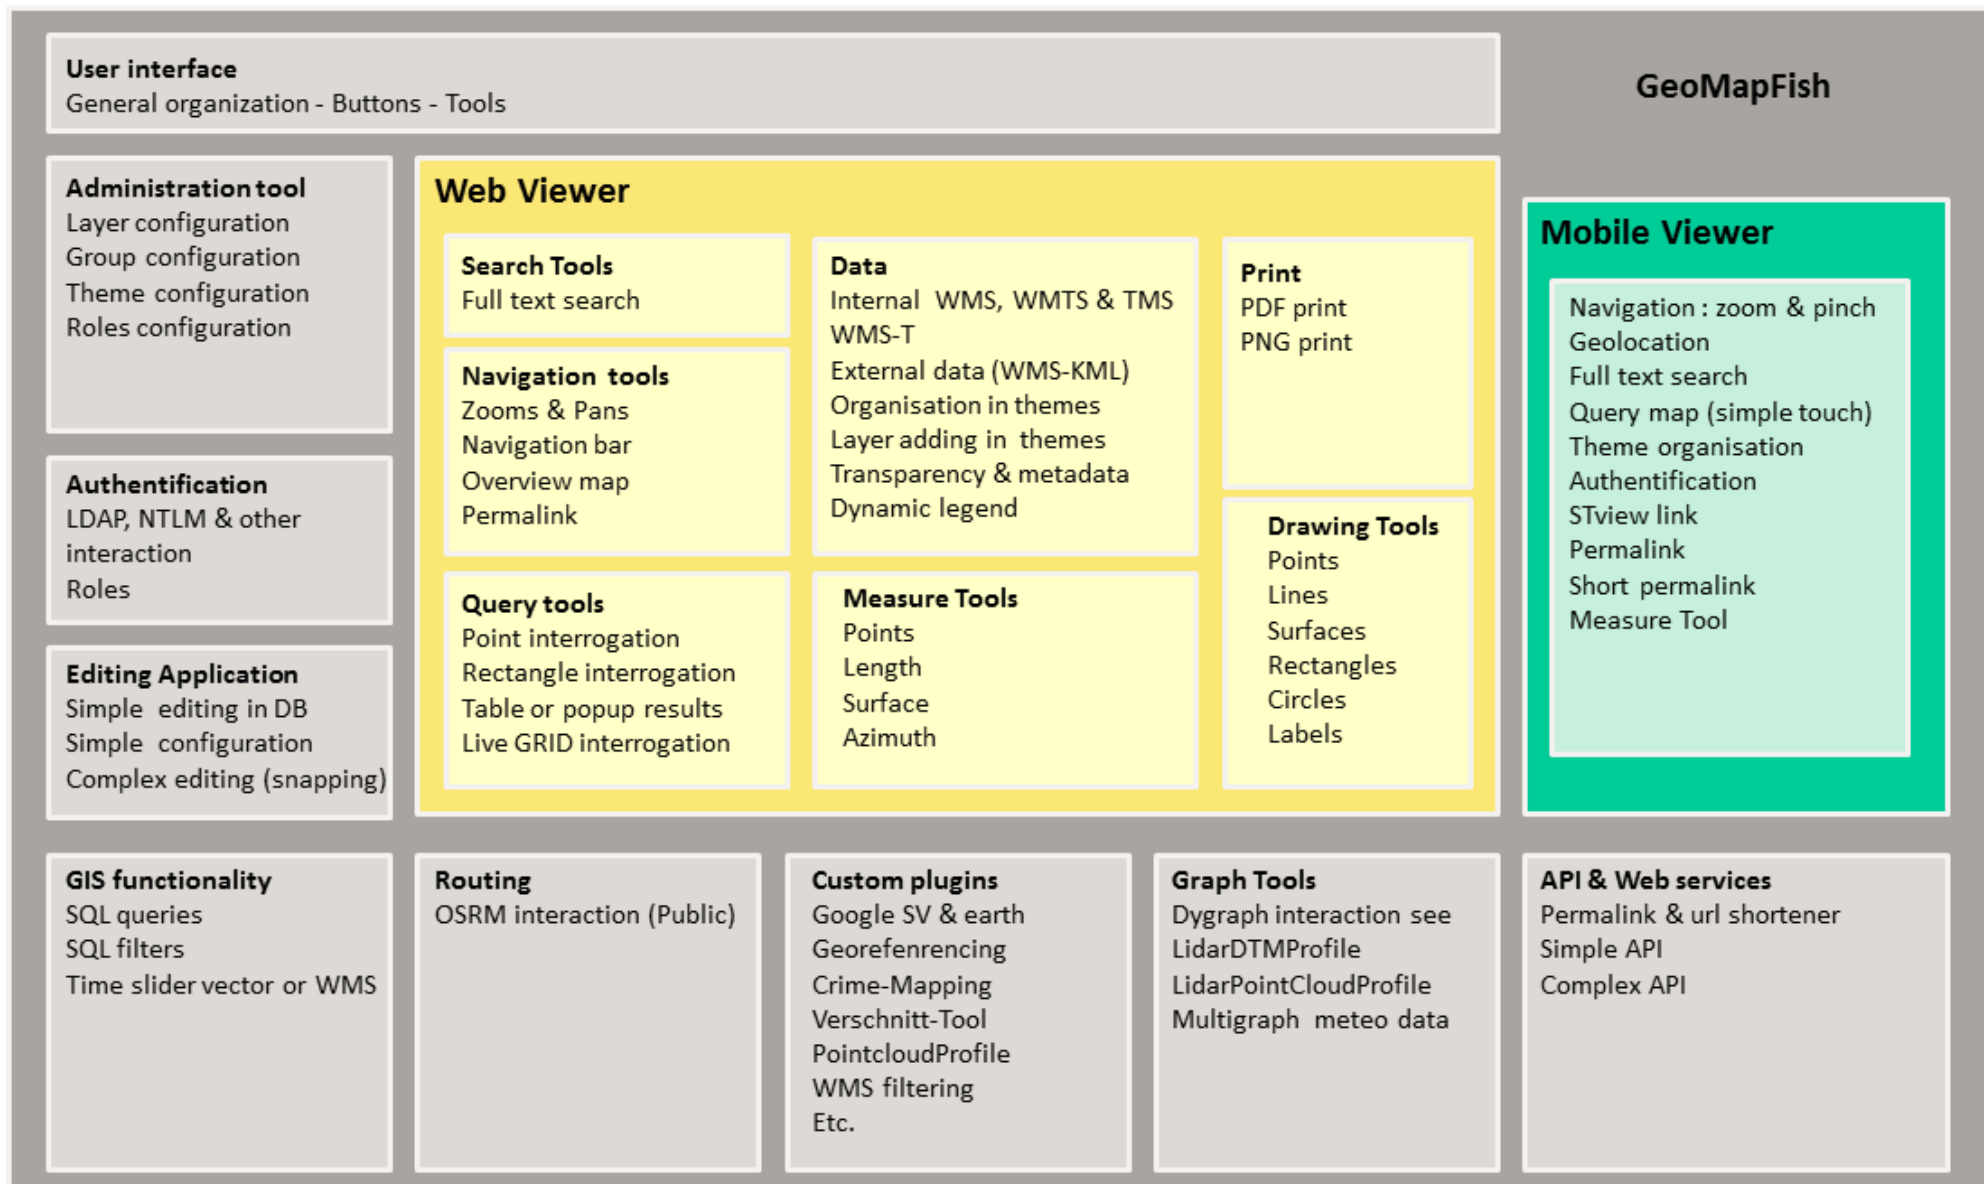 User interface
General organization - Buttons - Tools
GeoMapFish
Administration tool
Layer configuration
Group configuration
Theme configuration
Roles configuration
Authentification
LDAP, NTLM & other
interaction
Roles
Editing Application
Simple editing in DB
Simple configuration
Complex editing (snapping)
Web Viewer
Search Tools
Full text search
Navigation tools
Zooms & Pans
Navigation bar
Overview map
Permalink
Query tools
Point interrogation
Rectangle interrogation
Table or popup results
Live GRID interrogation
Data
Internal WMS, WMTS & TMS
WMS-T
External data (WMS-KML)
Organisation in themes
Layer adding in themes
Transparency & metadata
Dynamic legend
Measure Tools
Points
Length
Surface
Azimuth
Print
PDF print
PNG print
Drawing Tools
Points
Lines
Surfaces
Rectangles
Circles
Labels
Mobile Viewer
Navigation : zoom & pinch
Geolocation
Full text search
Query map (simple touch)
Theme organisation
Authentification
STview link
Permalink
Short permalink
Measure Tool
GIS functionality
SQL queries
SQL filters
Time slider vector or WMS
Routing
OSRM interaction (Public)
Custom plugins
Google SV & earth
Georefenrencing
Crime-Mapping
Verschnitt-Tool
PointcloudProfile
WMS filtering
Etc.
Graph Tools
Dygraph interaction see
LidarDTMProfile
LidarPointCloudProfile
Multigraph meteo data
API & Web services
Permalink & url shortener
Simple API
Complex API